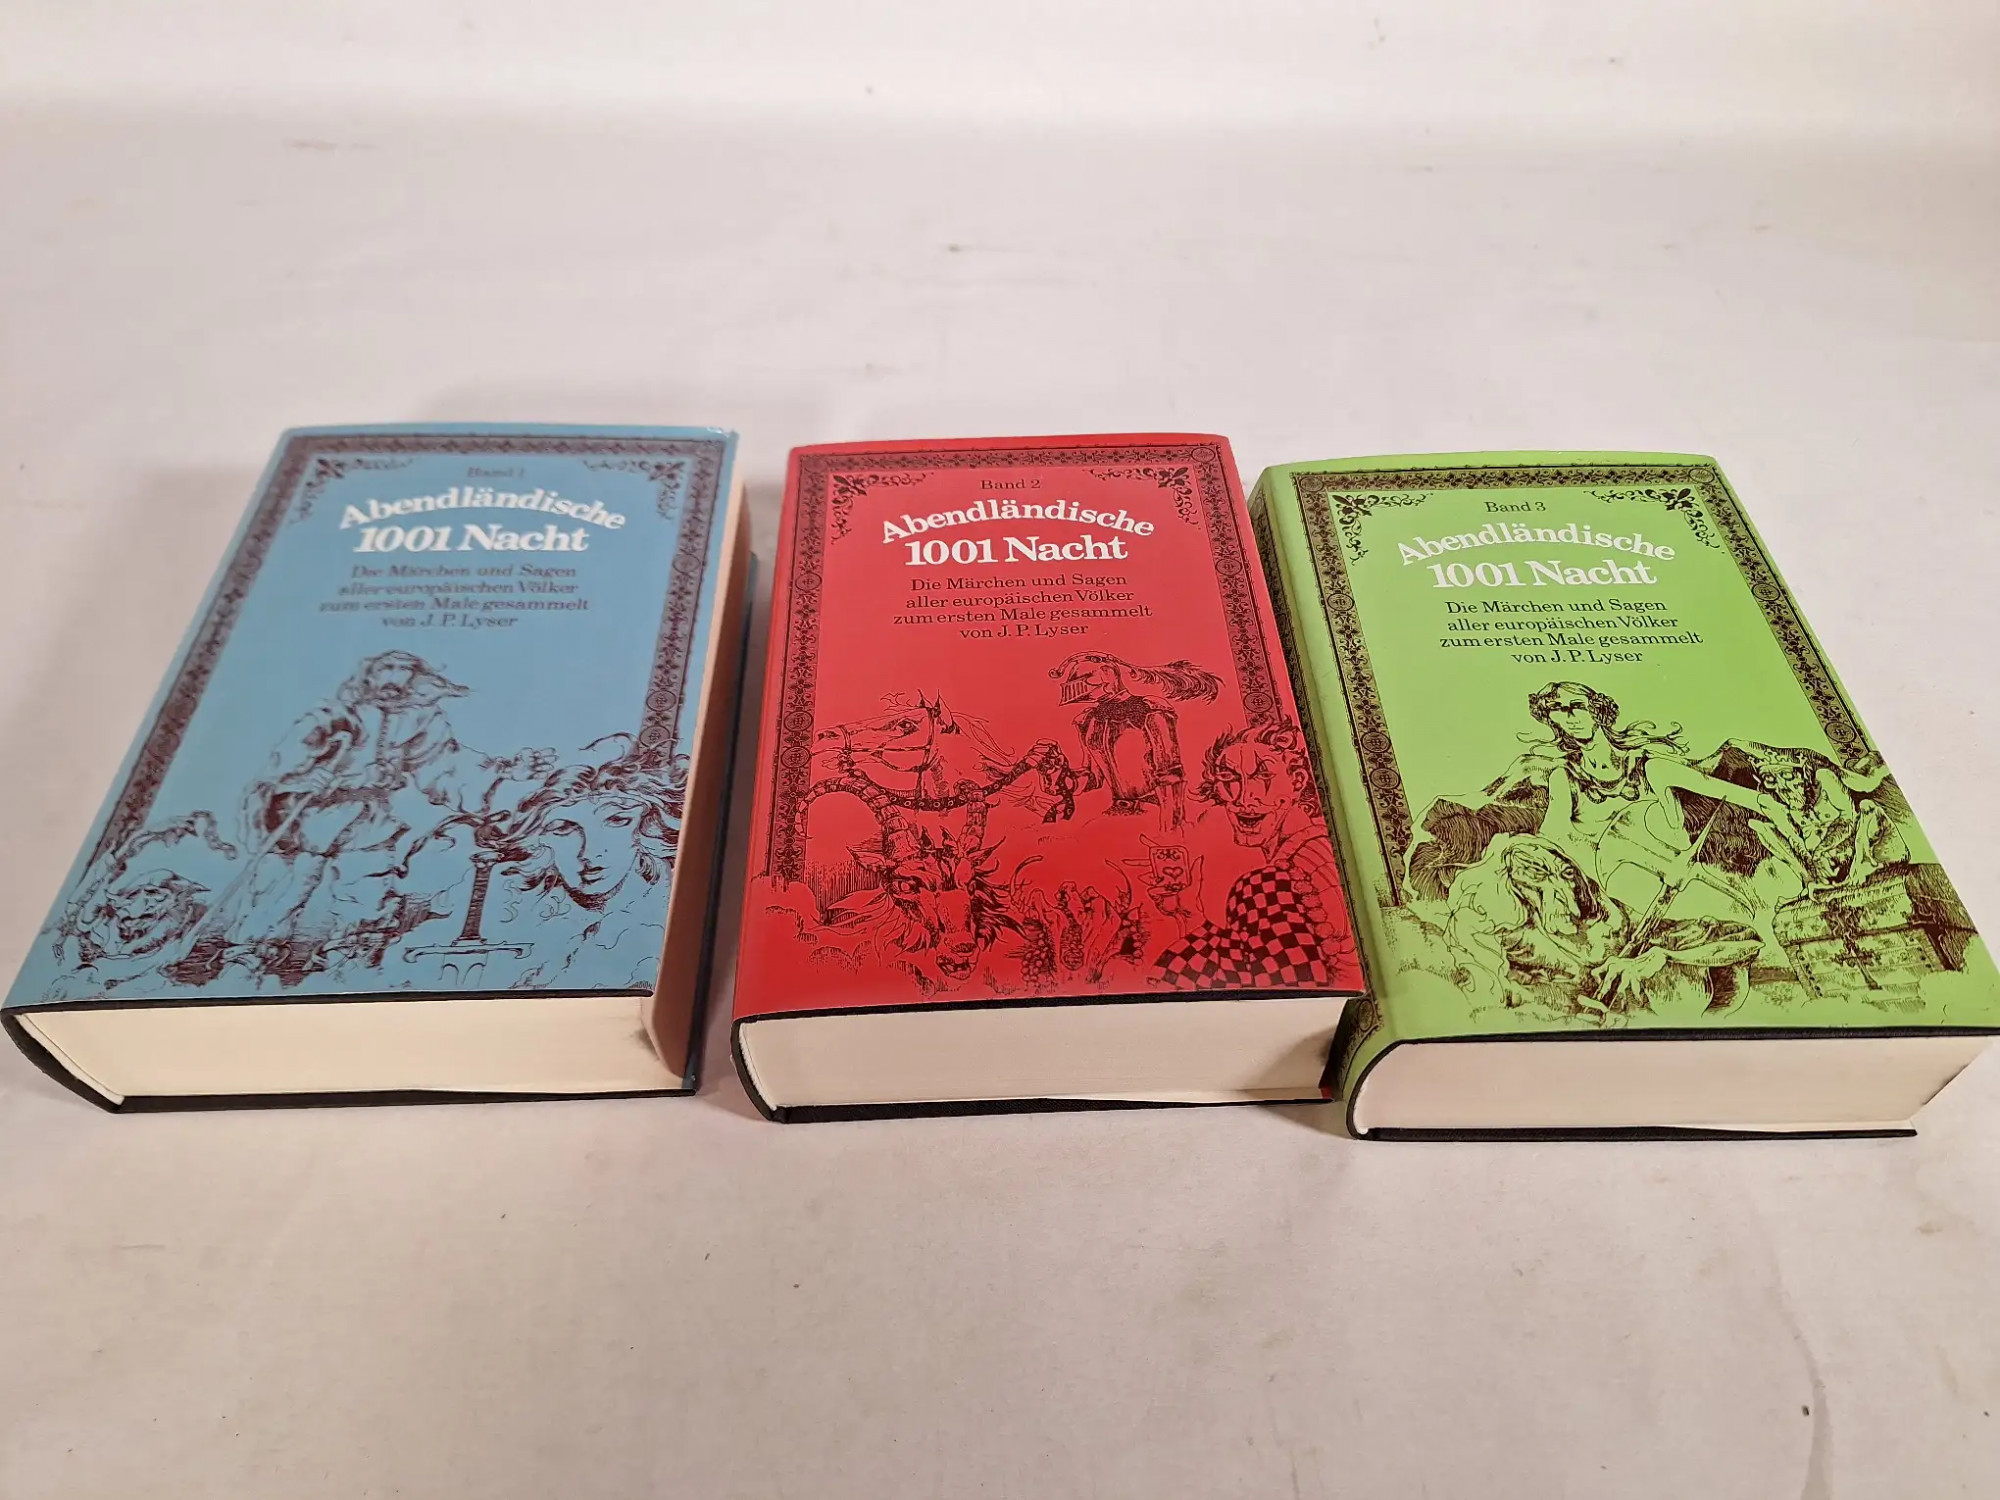 Band 1
Abendländische
1001 Nacht
Die Märchen und Sagen
aller europäischen Völker
zum ersten Male gesammelt
von J. P. Lyser
Band 2
Abendländische
1001 Nacht
Die Märchen und Sagen
aller europäischen Völker
zum ersten Male gesammelt
von J. P. Lyser
Band 3
Abendländische
1001 Nacht
Die Märchen und Sagen
aller europäischen Völker
zum ersten Male gesammelt
von J. P. Lyser